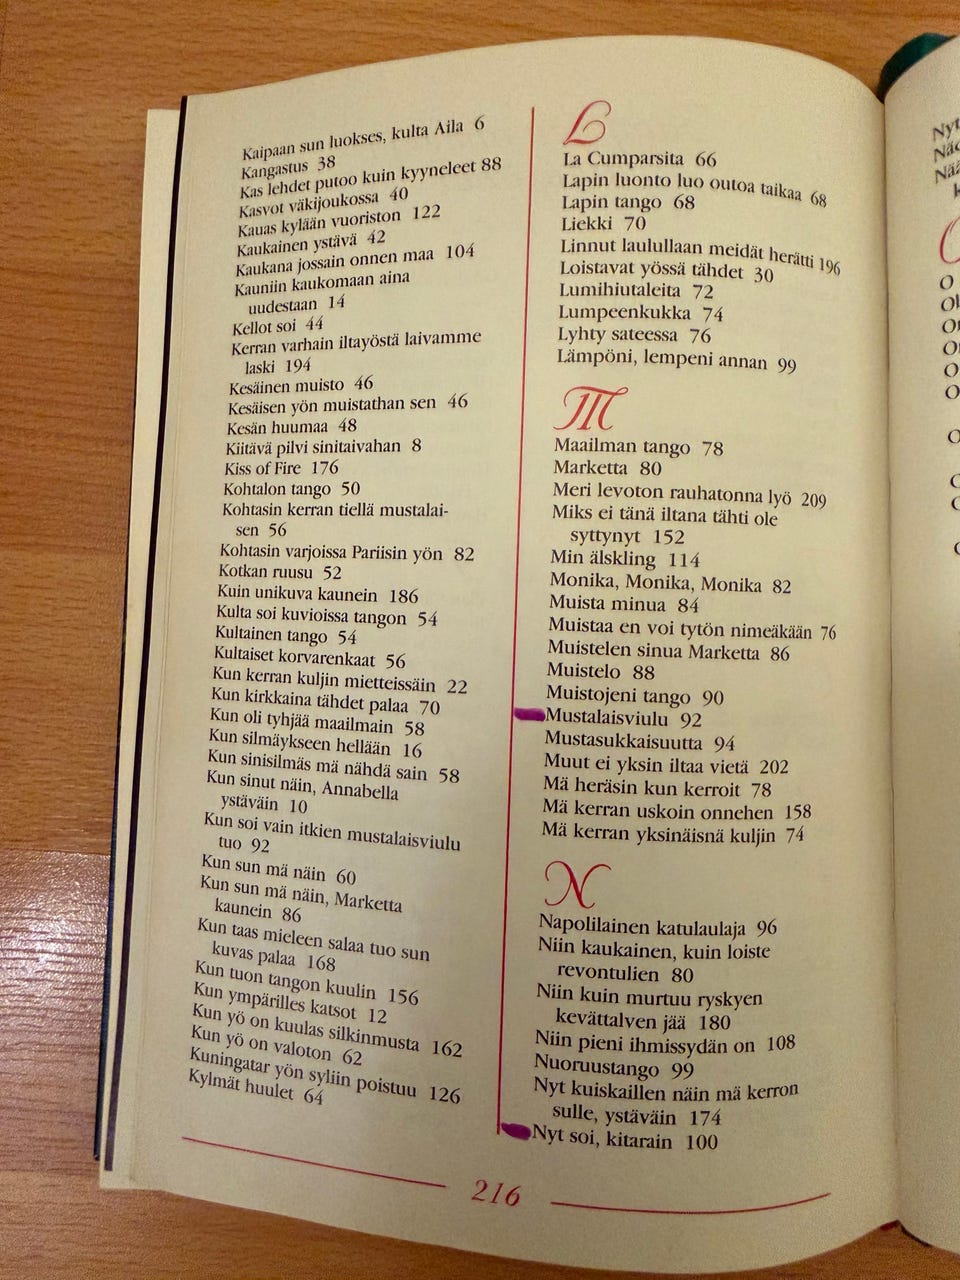 Kaipaan sun luokses, kulta Aila 6
Kangastus 38
Kas lehdet putoo kuin kyyneleet 88
Kasvot väkijoukossa 40
Kauas kylään vuoriston 122
Kaukainen ystävä 42
Kaukana jossain onnen maa 104
Kauniin kaukomaan aina
uudestaan 14
Kellot soi 44
Kerran varhain iltayöstä laivamme
laski 194
Kesäinen muisto 46
Kesäisen yön muistathan sen 46
Kesän huumaa 48
Kiitävä pilvi sinitaivahan 8
Kiss of Fire 176
Kohtalon tango 50
Kohtasin kerran tiellä mustalai-
sen 56
Kohtasin varjoissa Pariisin yön 82
Kotkan ruusu 52
Kuin unikuva kaunein 186
Kulta soi kuvioissa tangon 54
Kultainen tango 54
Kultaiset korvarenkaat 56
Kun kerran kuljin mietteissäin 22
Kun kirkkaina tähdet palaa 70
Kun oli tyhjää maailmain 58
Kun silmäykseen hellään 16
Kun sinisilmäs mä nähdä sain 58
Kun sinut näin, Annabella
ystäväin 10
Kun soi vain itkien mustalaisviulu
tuo 92
Kun sun mä näin 60
Kun sun mä näin, Marketta
kaunein 86
Kun taas mieleen salaa tuo sun
kuvas palaa 168
Kun tuon tangon kuulin 156
Kun ympärilles katsot 12
Kun yö on kuulas silkinmusta 162
Kun yö on valoton 62
Kuningatar yön syliin poistuu 126
Kylmät huulet 64
L
La Cumparsita 66
Lapin luonto luo outoa taikaa 68
Lapin tango 68
Liekki 70
Linnut laulullaan meidät herätti 196
Loistavat yössä tähdet 30
Lumihiutaleita 72
Lumpeenkukka 74
Lyhty sateessa 76
Lämpöni, lempeni annan 99
M
Maailman tango 78
Marketta 80
Meri levoton rauhatonna lyö 209
Miks ei tänä iltana tähti ole
syttynyt 152
Min älskling 114
Monika, Monika, Monika 82
Muista minua 84
Muistaa en voi tytön nimeäkään 76
Muistelen sinua Marketta 86
Muistelo 88
Muistojeni tango 90
Mustalaisviulu 92
Mustasukkaisuutta 94
Muut ei yksin iltaa vietä 202
Mä heräsin kun kerroit 78
Mä kerran uskoin onnehen 158
Mä kerran yksinäisnä kuljin 74
N
Napolilainen katulaulaja 96
Niin kaukainen, kuin loiste
revontulien 80
Niin kuin murtuu ryskyen
kevättalven jää 180
Niin pieni ihmissydän on 108
Nuoruustango 99
Nyt kuiskaillen näin mä kerron
sulle, ystäväin 174
Nyt soi, kitarain 100
216